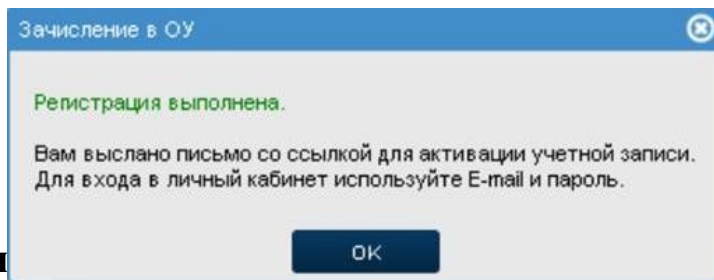 Зачисление в ОУ
Регистрация выполнена.
Вам выслано письмо со ссылкой для активации учетной записи.
Для входа в личный кабинет используйте E-mail и пароль.
OK